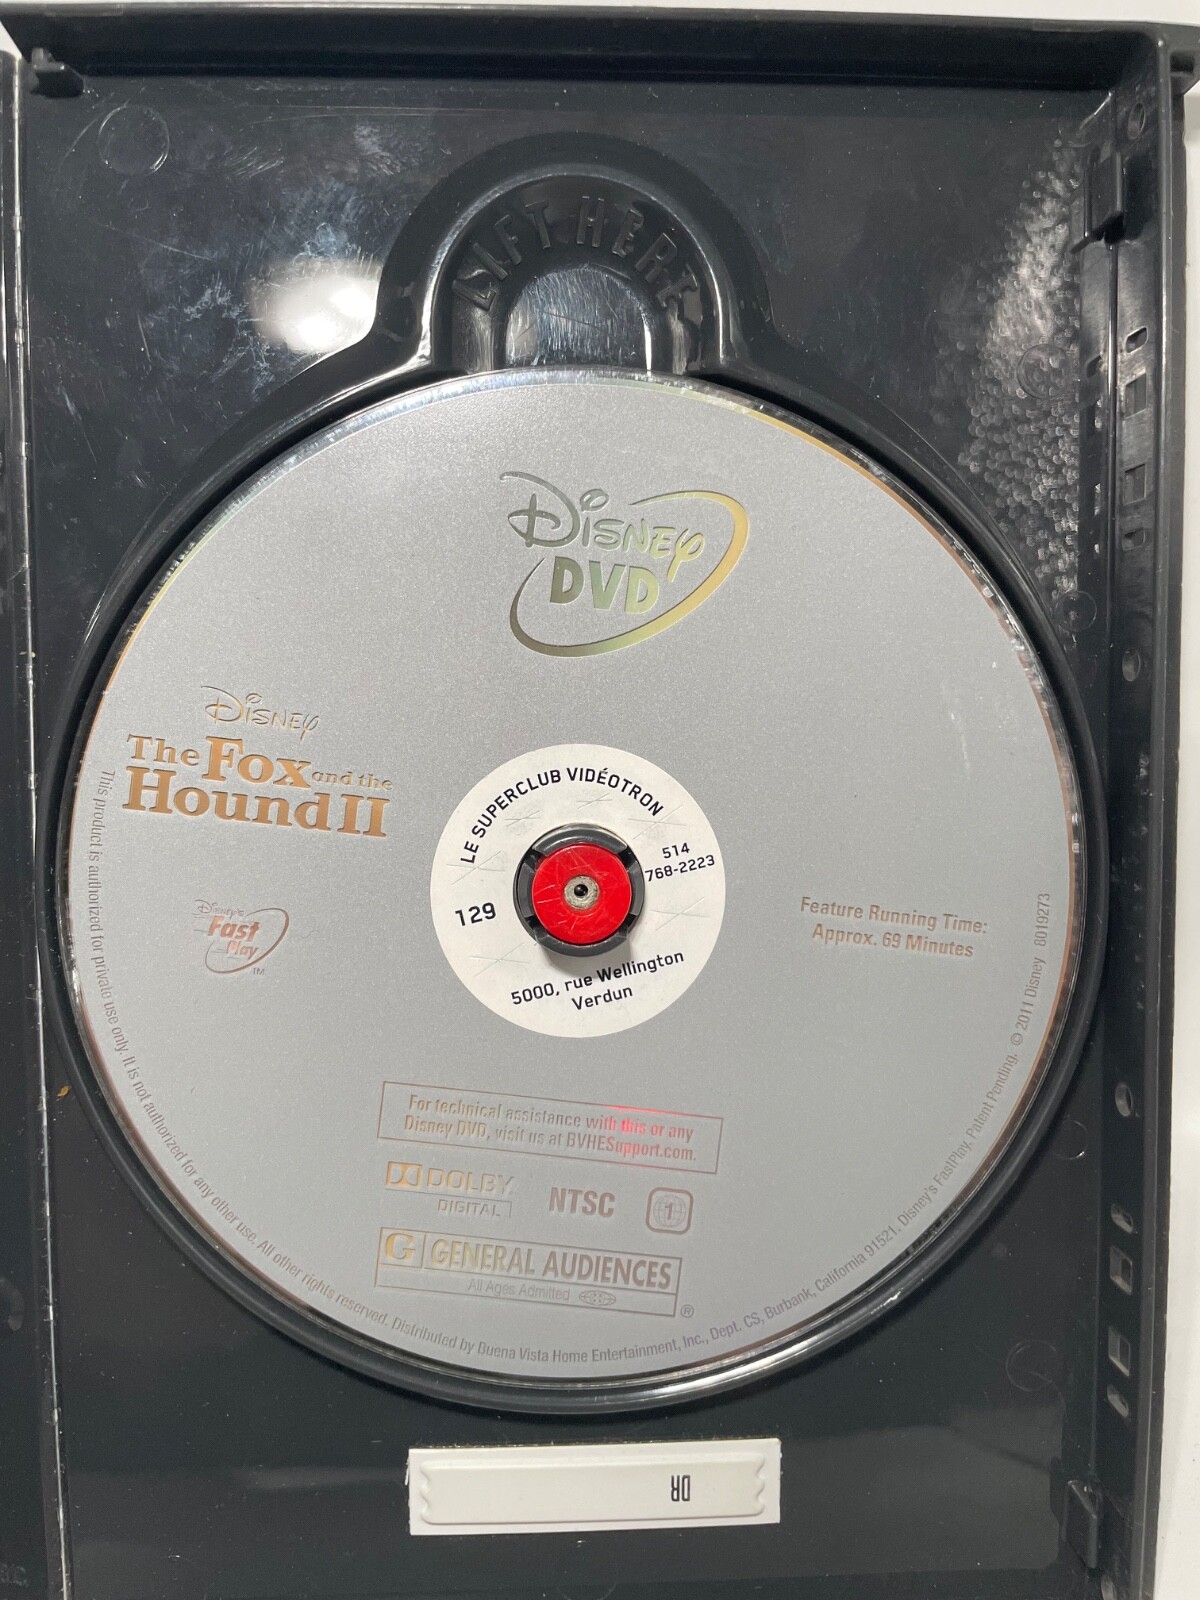 LIFT HERE
Disney
DVD
Disney
The Fox and the
Hound II
Disney's
Fast
Play
TM
LE SUPERCLUB VIDÉOTRON
514
768-2223
129
5000, rue Wellington
Verdun
Feature Running Time:
Approx. 69 Minutes
For technical assistance with this or any
Disney DVD, visit us at BVHESupport.com.
DOLBY
DIGITAL
NTSC
1
G GENERAL AUDIENCES
All Ages Admitted
®
This product is authorized for private use only. It is not authorized for any other use. All other rights reserved. Distributed by Buena Vista Home Entertainment, Inc., Dept. CS, Burbank, California 91521. Disney's FastPlay. Patent Pending. © 2011 Disney 8019273
DR